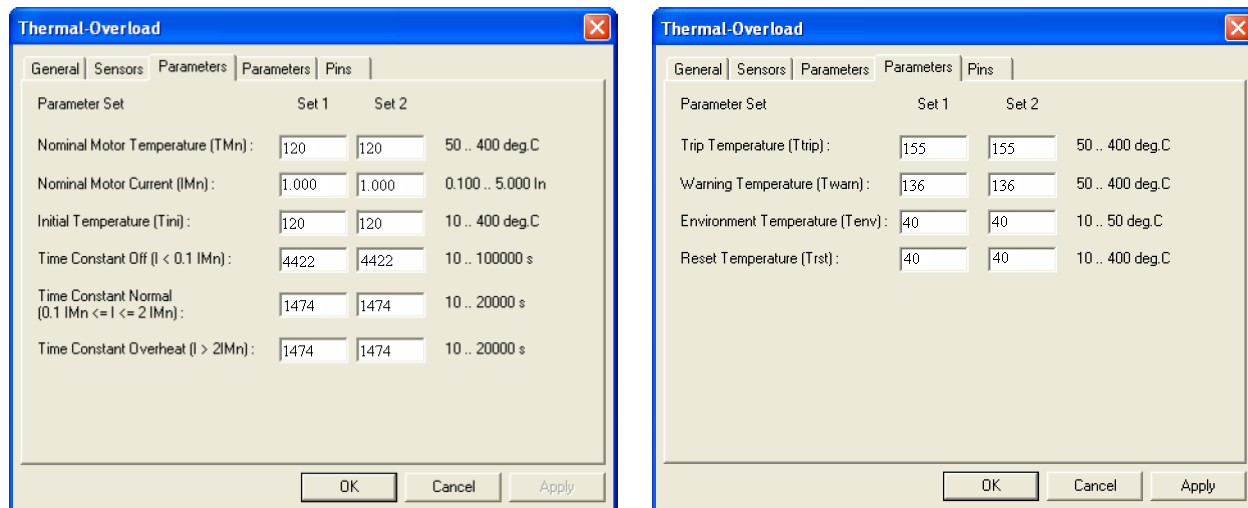 Thermal-Overload
General Sensors Parameters Parameters Pins
Parameter Set Set 1 Set 2
Nominal Motor Temperature (TMn) : 120 120 50 .. 400 deg.C
Nominal Motor Current (IMn) : 1.000 1.000 0.100 .. 5.000 In
Initial Temperature (Tini) : 120 120 10 .. 400 deg.C
Time Constant Off (I < 0.1 IMn) : 4422 4422 10 .. 100000 s
Time Constant Normal
(0.1 IMn <= I <= 2 IMn) : 1474 1474 10 .. 20000 s
Time Constant Overheat (I > 2IMn) : 1474 1474 10 .. 20000 s
OK Cancel Apply
Thermal-Overload
General Sensors Parameters Parameters Pins
Parameter Set Set 1 Set 2
Trip Temperature (Ttrip) : 155 155 50 .. 400 deg.C
Warning Temperature (Twarn) : 136 136 50 .. 400 deg.C
Environment Temperature (Tenv) : 40 40 10 .. 50 deg.C
Reset Temperature (Trst) : 40 40 10 .. 400 deg.C
OK Cancel Apply